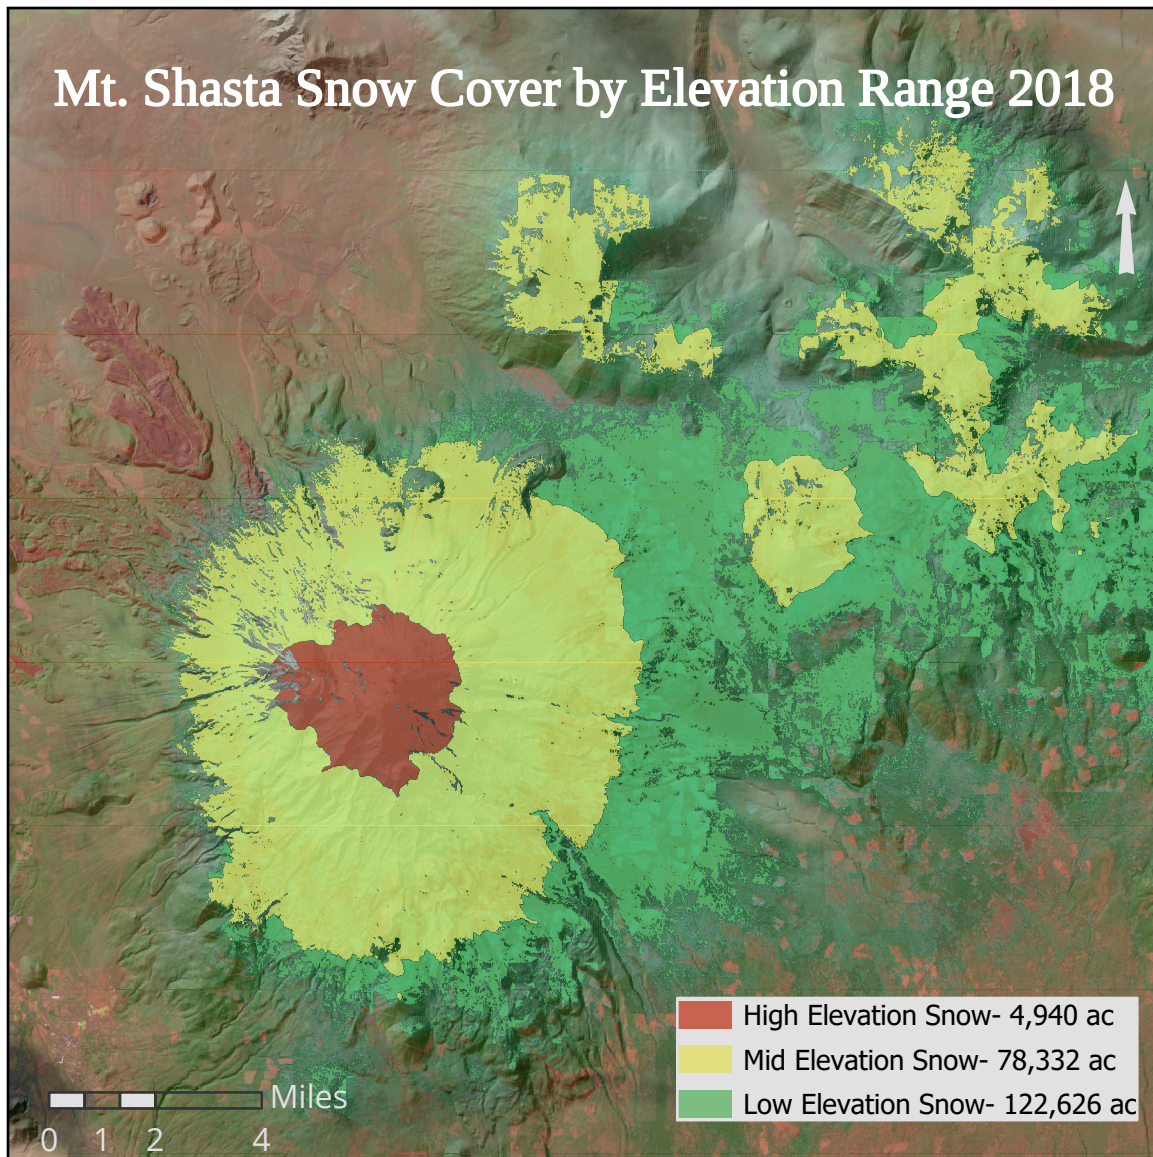 Mt. Shasta Snow Cover by Elevation Range 2018
High Elevation Snow- 4,940 ac
Mid Elevation Snow- 78,332 ac
Low Elevation Snow- 122,626 ac
Miles
0 1 2 4